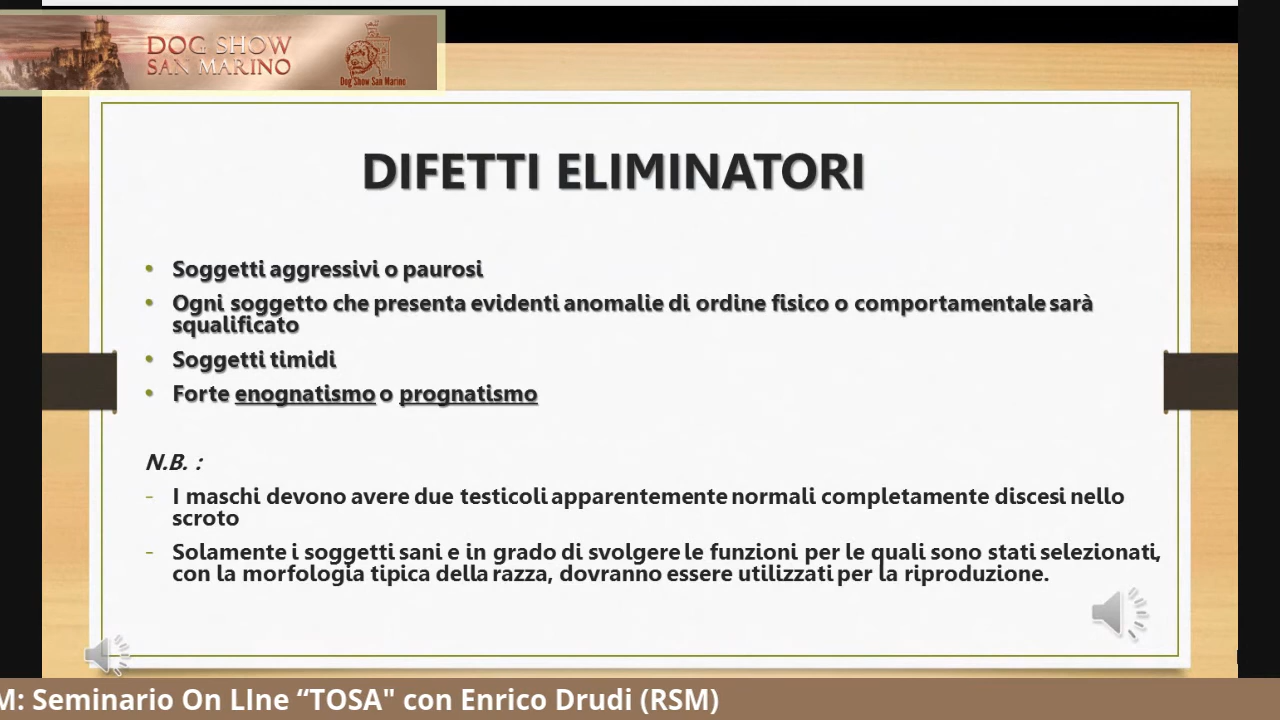 DOG SHOW
SAN MARINO
Dog Show San Marino
DIFETTI ELIMINATORI
• Soggetti aggressivi o paurosi
• Ogni soggetto che presenta evidenti anomalie di ordine fisico o comportamentale sarà
squalificato
• Soggetti timidi
• Forte enognatismo o prognatismo
N.B. :
- I maschi devono avere due testicoli apparentemente normali completamente discesi nello
scroto
- Solamente i soggetti sani e in grado di svolgere le funzioni per le quali sono stati selezionati,
con la morfologia tipica della razza, dovranno essere utilizzati per la riproduzione.
M: Seminario On LIne “TOSA" con Enrico Drudi (RSM)